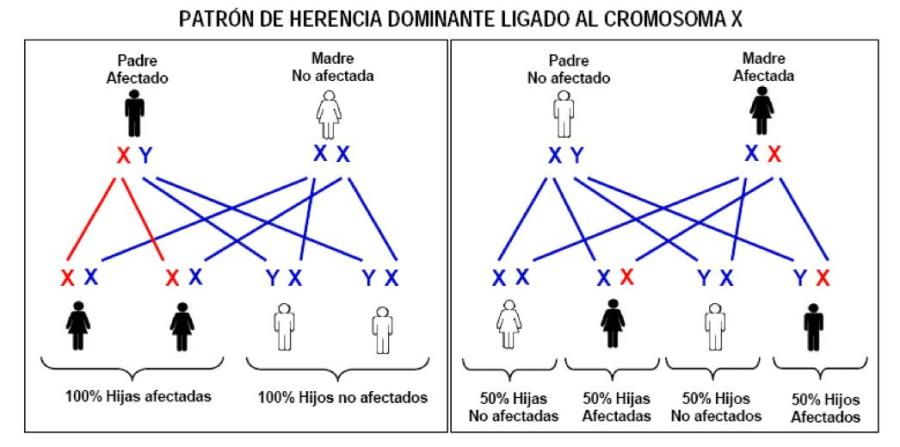 PATRÓN DE HERENCIA DOMINANTE LIGADO AL CROMOSOMA X
Padre
Afectado
Madre
No afectada
X Y
X X
X X
X X
Y X
Y X
100% Hijas afectadas
100% Hijos no afectados
Padre
No afectado
Madre
Afectada
X Y
X X
X X
X X
Y X
Y X
50% Hijas
No afectadas
50% Hijas
Afectadas
50% Hijos
No afectados
50% Hijos
Afectados